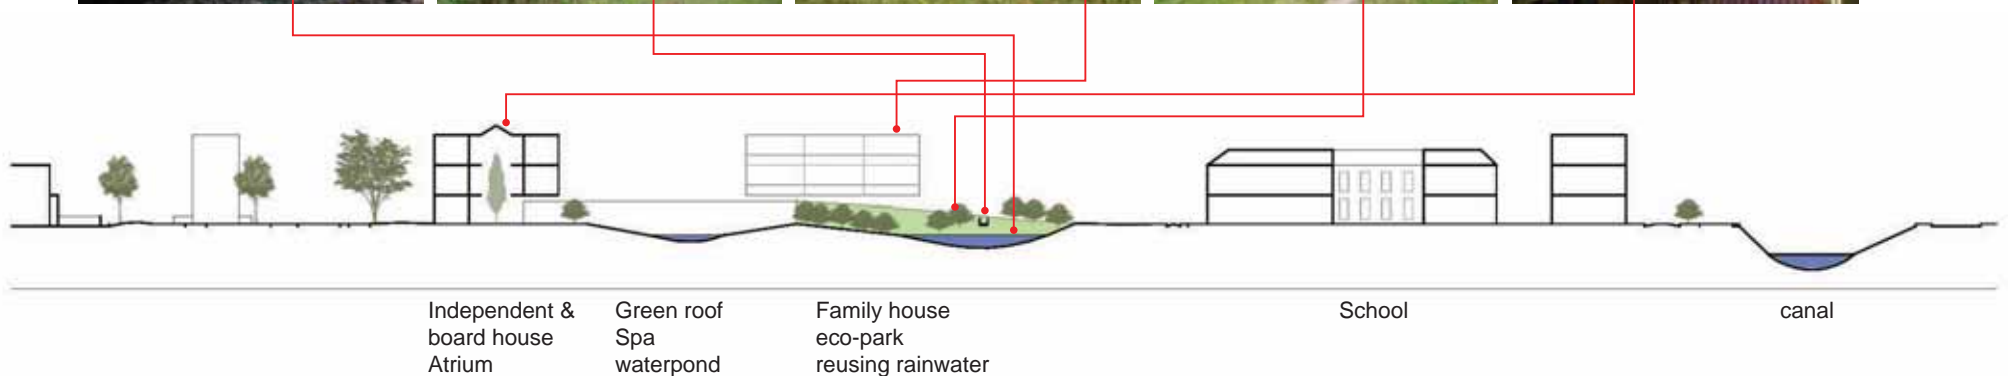 Independent &
board house
Atrium
Green roof
Spa
waterpond
Family house
eco-park
reusing rainwater
School
canal